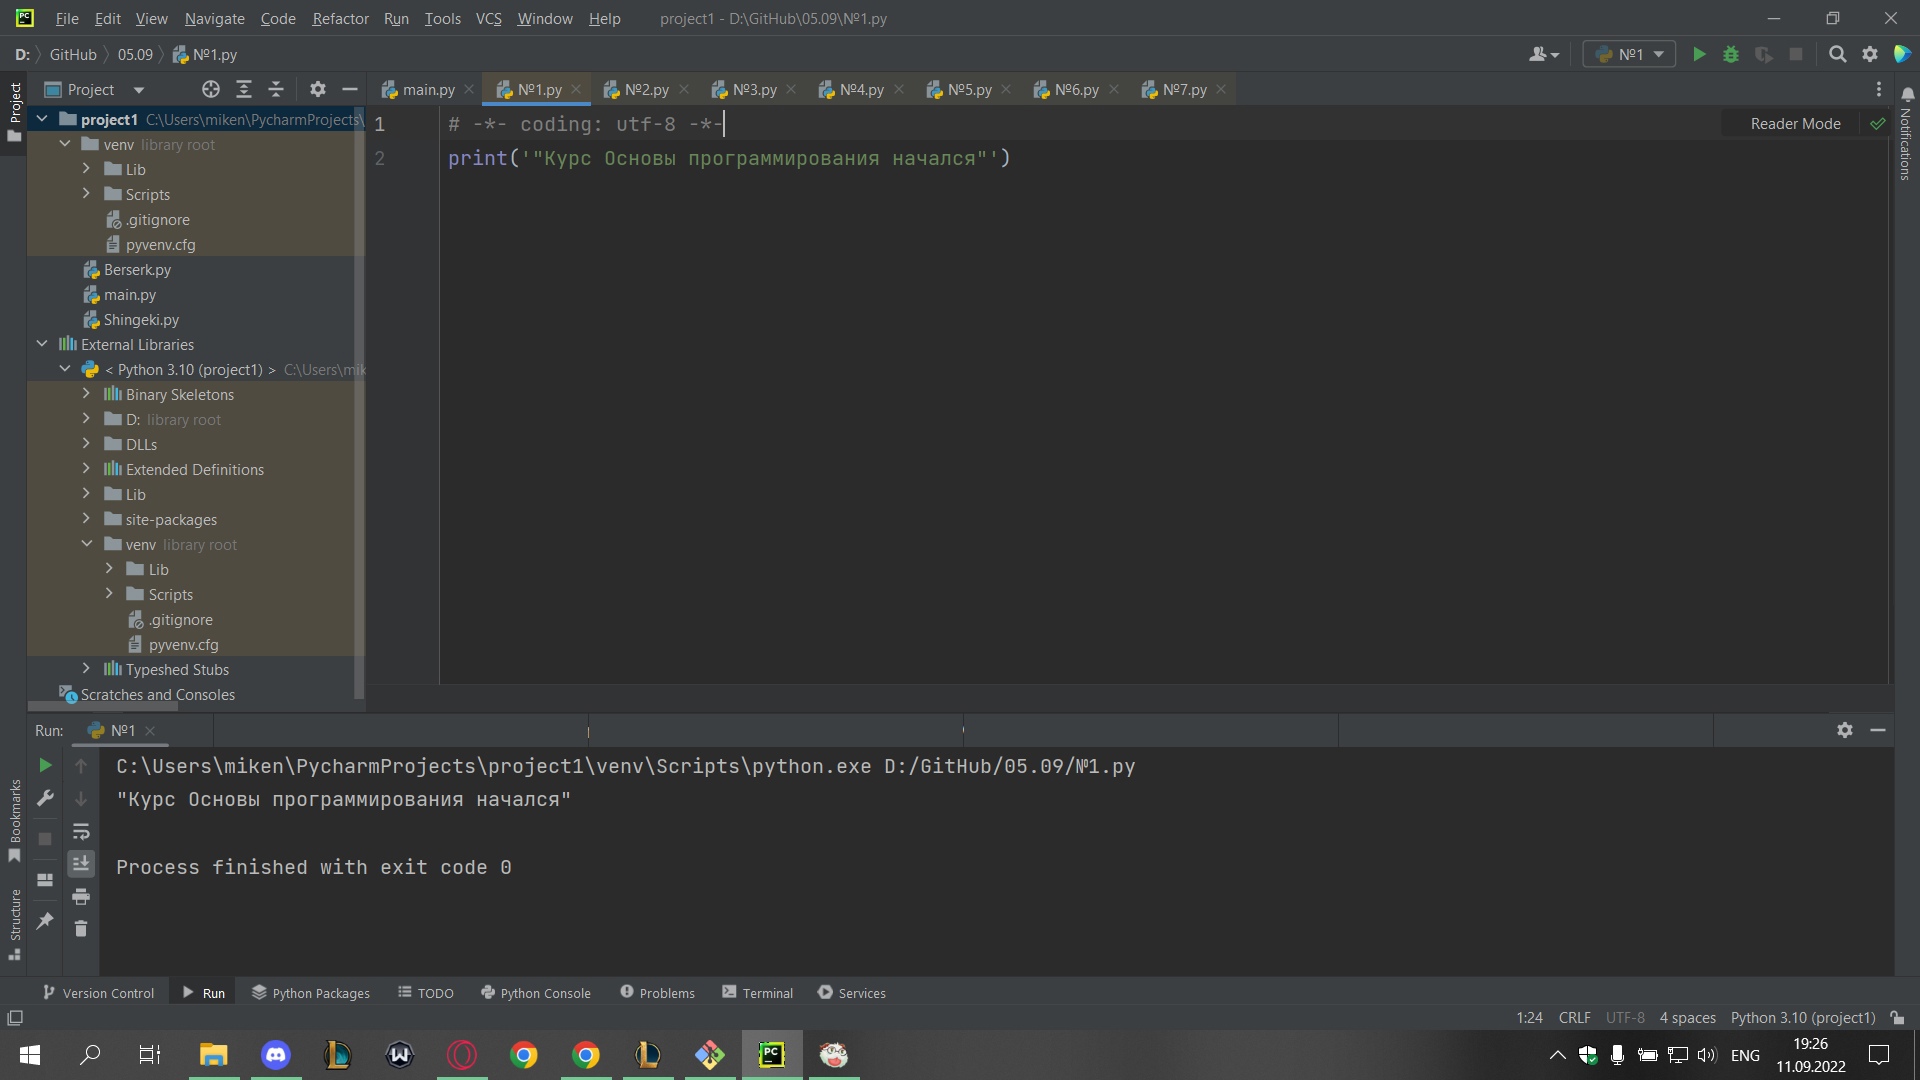 File Edit View Navigate Code Refactor Run Tools VCS Window Help project1 - D:\GitHub\05.09\№1.py
D: GitHub 05.09 №1.py №1
Project main.py №1.py №2.py №3.py №4.py №5.py №6.py №7.py
Project
Notifications
project1 C:\Users\miken\PycharmProjects\
venv library root
Lib
Scripts
.gitignore
pyvenv.cfg
Berserk.py
main.py
Shingeki.py
External Libraries
< Python 3.10 (project1) > C:\Users\mik
Binary Skeletons
D: library root
DLLs
Extended Definitions
Lib
site-packages
venv library root
Lib
Scripts
.gitignore
pyvenv.cfg
Typeshed Stubs
Scratches and Consoles
1 # -*- coding: utf-8 -*-
2 print('"Курс Основы программирования начался"')
Reader Mode
Run: №1
C:\Users\miken\PycharmProjects\project1\venv\Scripts\python.exe D:/GitHub/05.09/№1.py
"Курс Основы программирования начался"
Process finished with exit code 0
Bookmarks
Structure
Version Control Run Python Packages TODO Python Console Problems Terminal Services
1:24 CRLF UTF-8 4 spaces Python 3.10 (project1)
ENG 19:26
11.09.2022